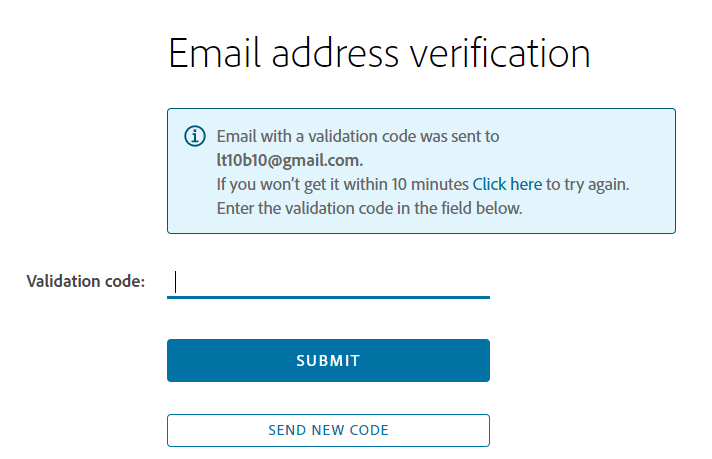 Email address verification
Email with a validation code was sent to
lt10b10@gmail.com.
If you won't get it within 10 minutes Click here to try again.
Enter the validation code in the field below.
Validation code:
SUBMIT
SEND NEW CODE